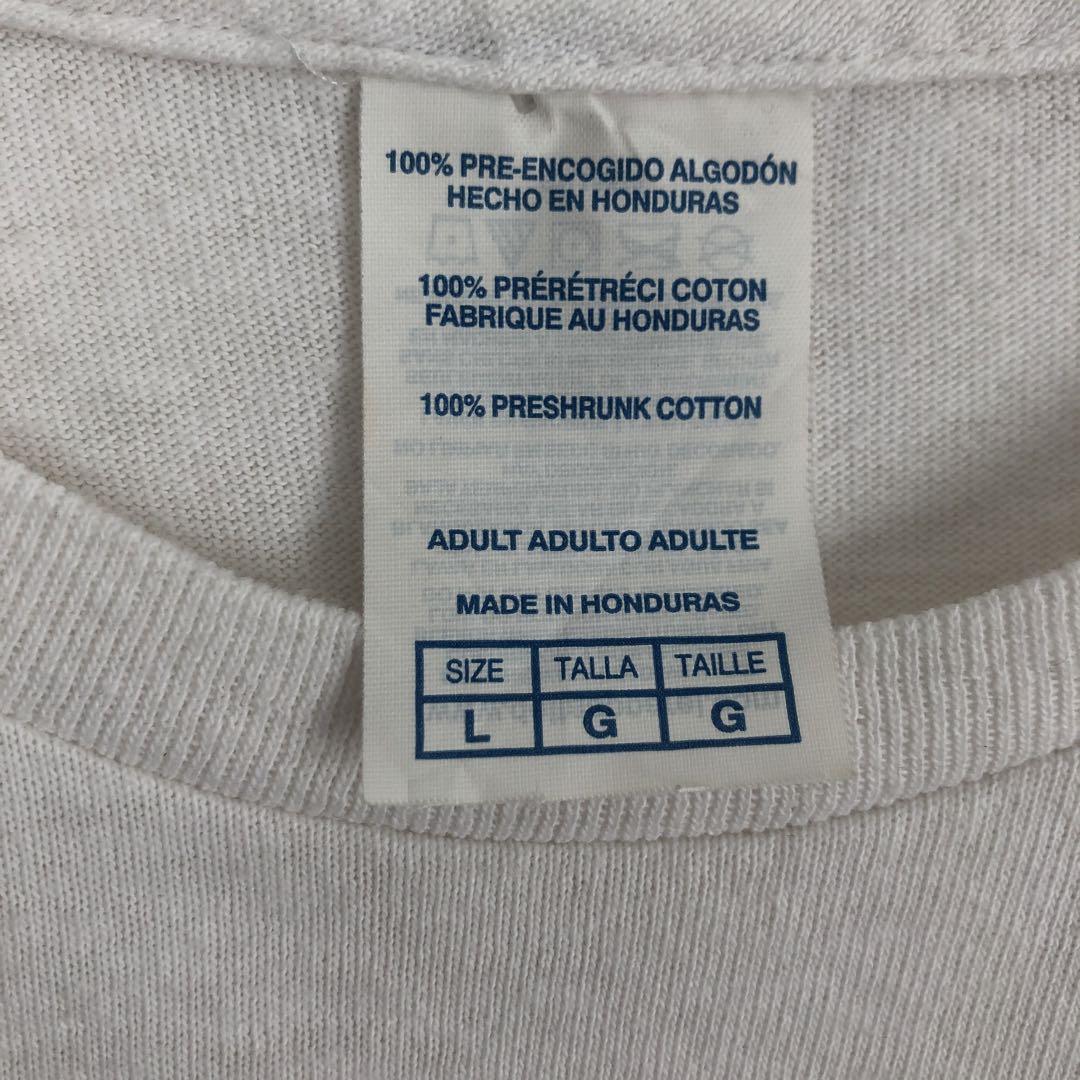 100% PRE-ENCOGIDO ALGODÓN
HECHO EN HONDURAS
100% PRÉRÉTRÉCI COTON
FABRIQUE AU HONDURAS
100% PRESHRUNK COTTON
ADULT ADULTO ADULTE
MADE IN HONDURAS
SIZE TALLA TAILLE
L G G